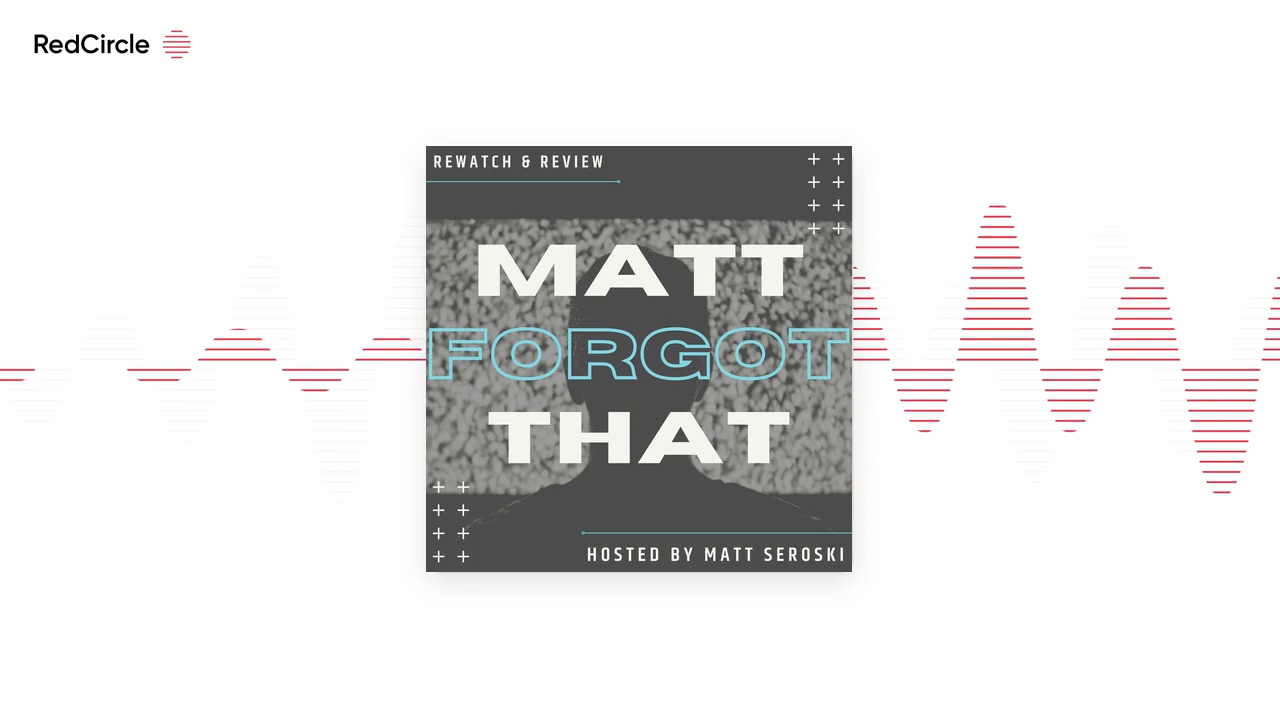 RedCircle
REWATCH & REVIEW
MATT
FORGOT
THAT
HOSTED BY MATT SEROSKI